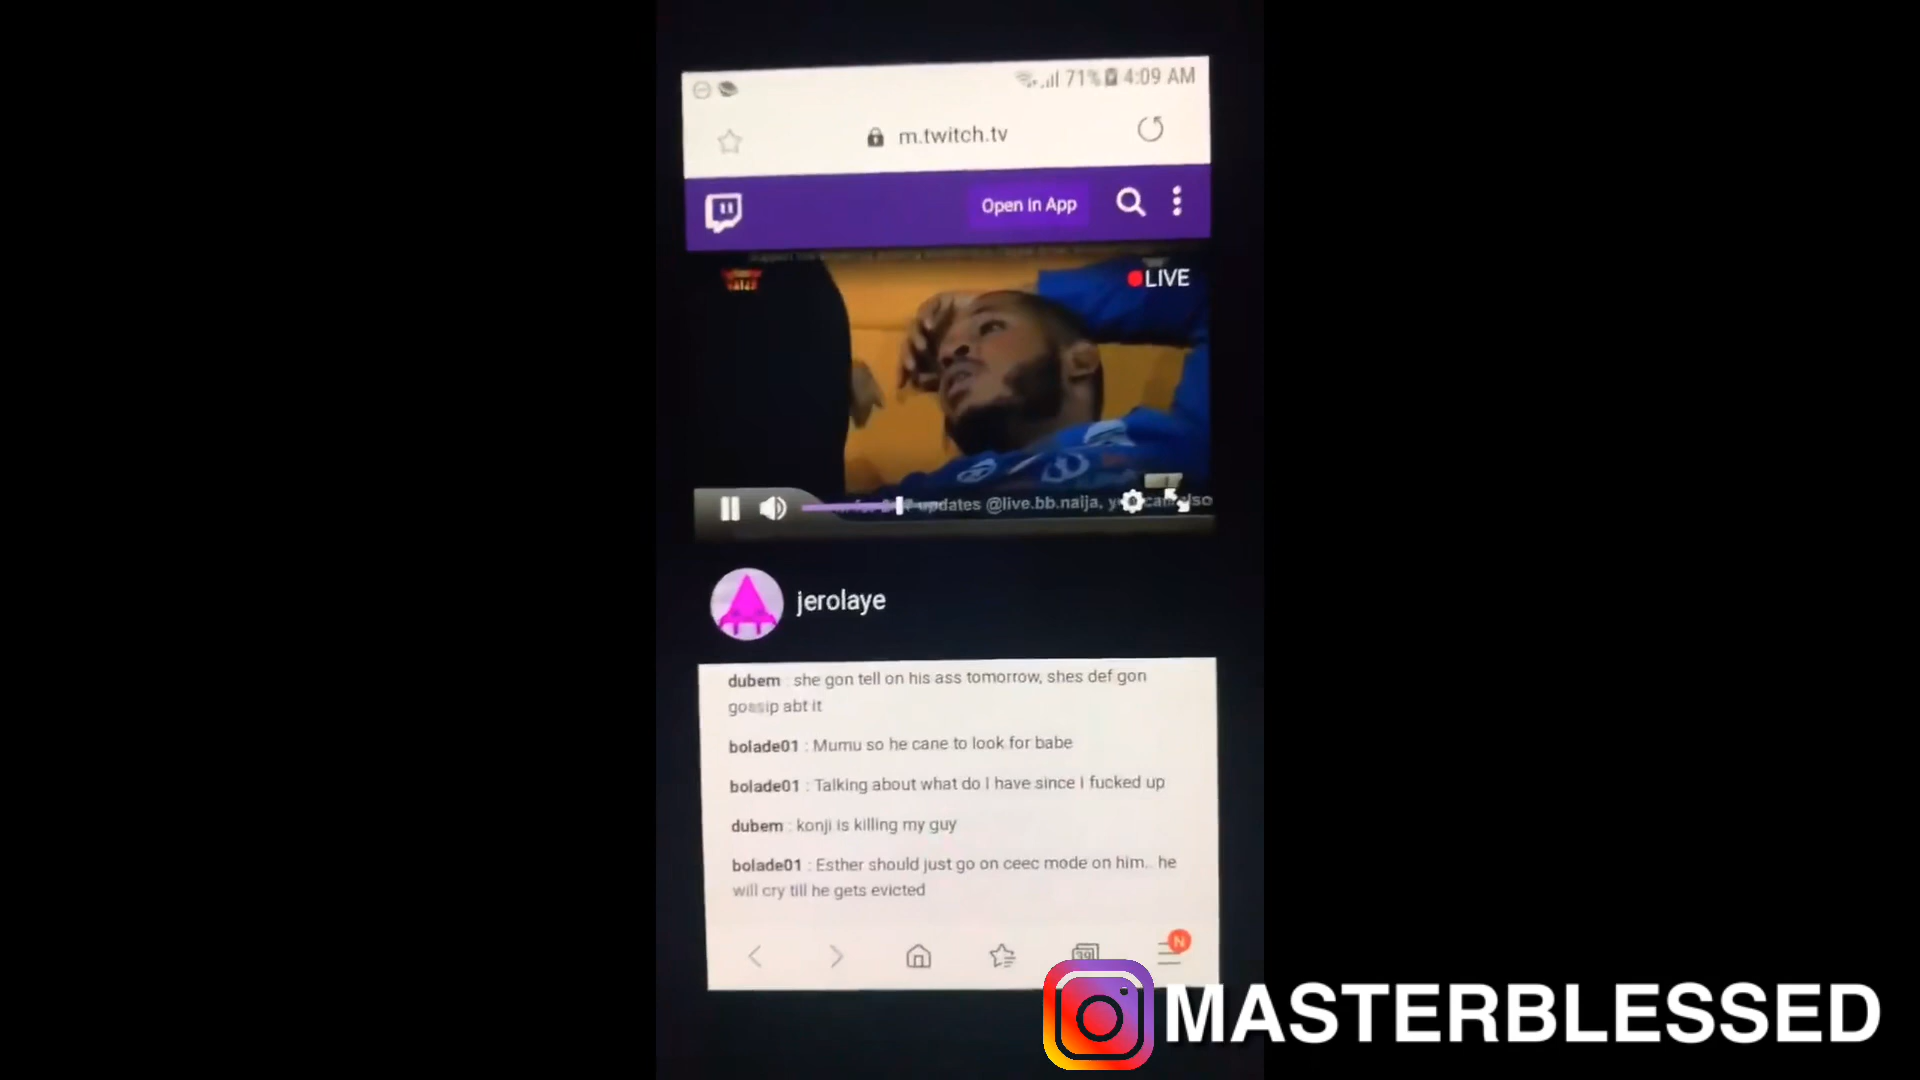 71% 4:09 AM
m.twitch.tv
Open in App
LIVE
updates @live.bb.naija,
jerolaye
dubem : she gon tell on his ass tomorrow, shes def gon
gossip abt it
bolade01 : Mumu so he cane to look for babe
bolade01 : Talking about what do I have since I fucked up
dubem : konji is killing my guy
bolade01 : Esther should just go on ceec mode on him.. he
will cry till he gets evicted
N
MASTERBLESSED